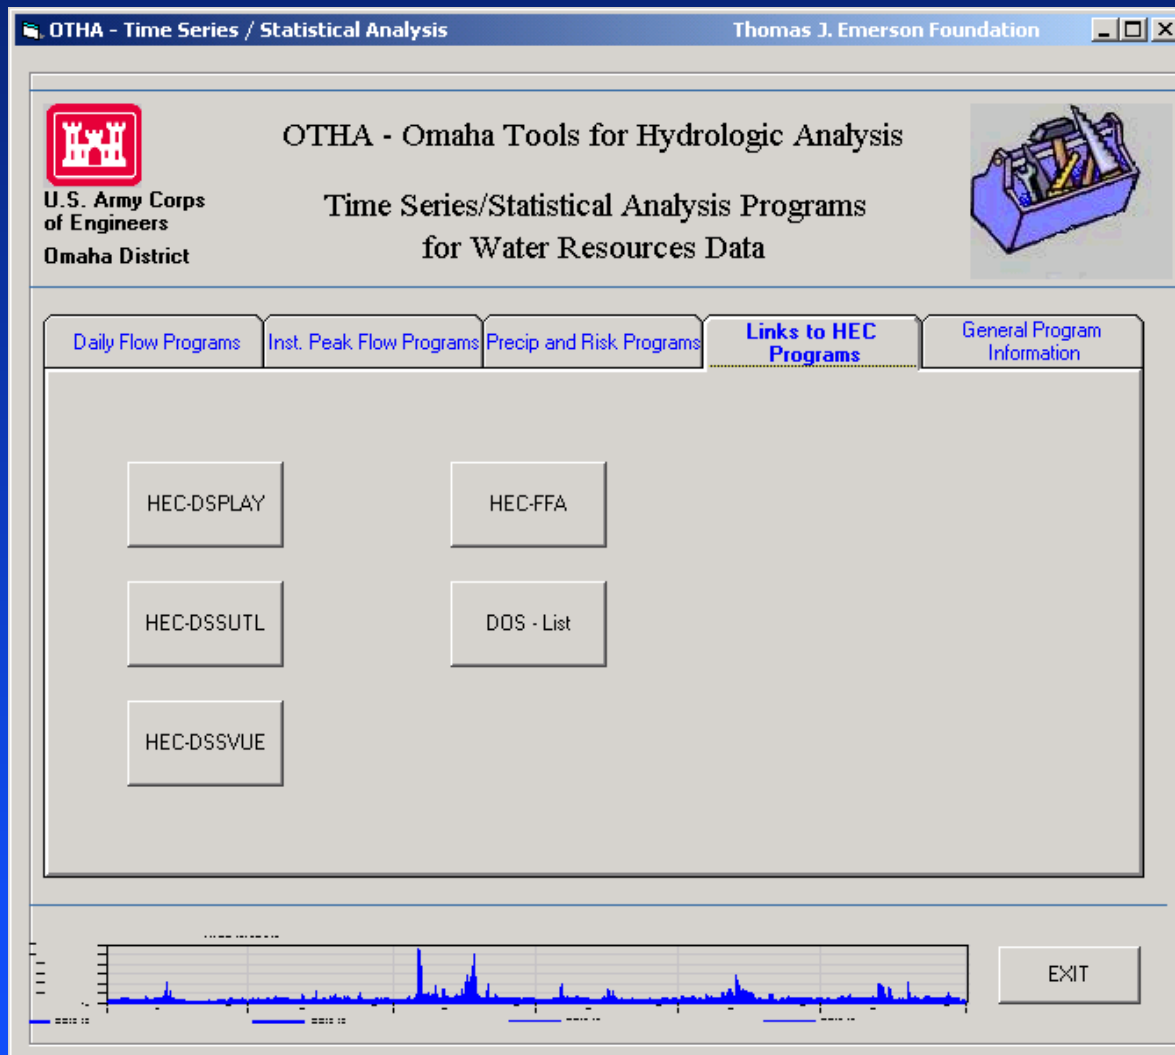 OTHA - Time Series / Statistical Analysis Thomas J. Emerson Foundation
U.S. Army Corps
of Engineers
Omaha District
OTHA - Omaha Tools for Hydrologic Analysis
Time Series/Statistical Analysis Programs
for Water Resources Data
Daily Flow Programs
Inst. Peak Flow Programs
Precip and Risk Programs
Links to HEC
Programs
General Program
Information
HEC-DSPLAY
HEC-FFA
HEC-DSSUTL
DOS - List
HEC-DSSVUE
EXIT